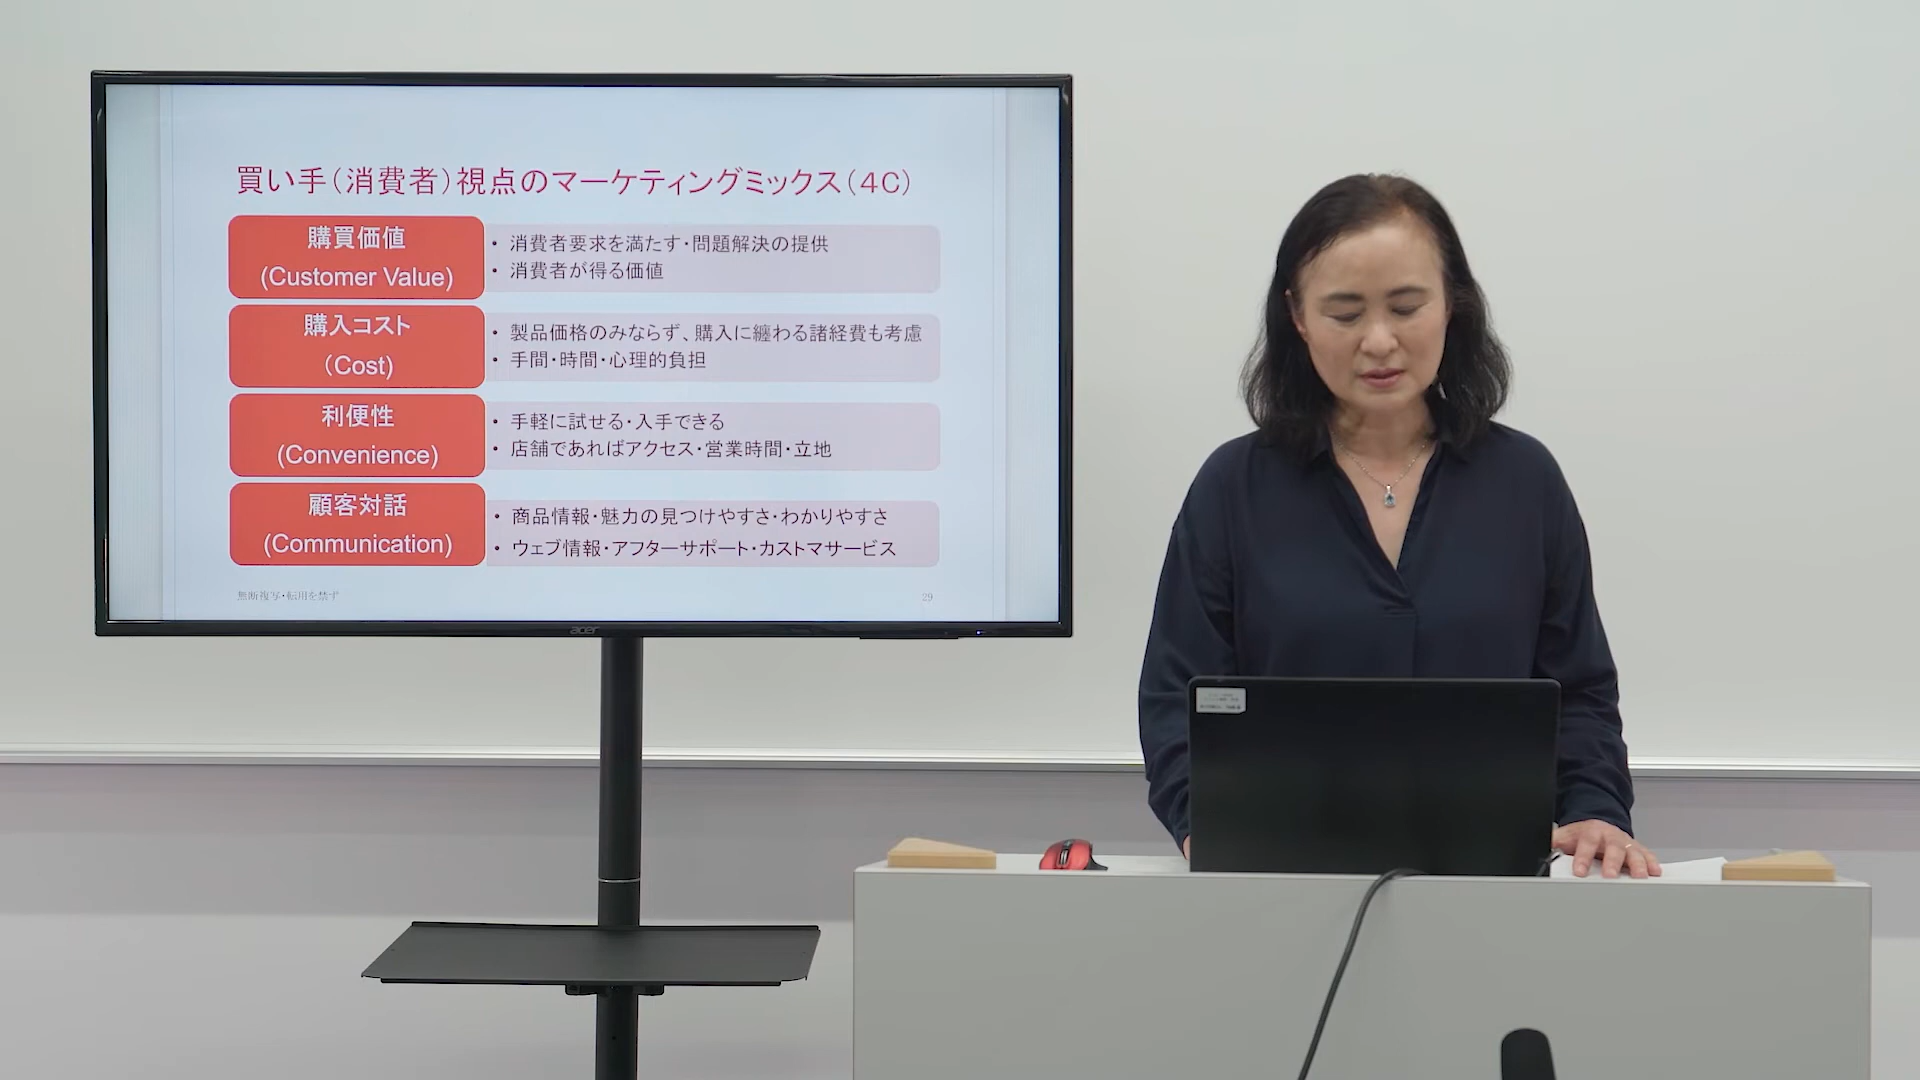 買い手(消費者)視点のマーケティングミックス(4C)
購買価値
(Customer Value)
• 消費者要求を満たす・問題解決の提供
• 消費者が得る価値
購入コスト
(Cost)
• 製品価格のみならず、購入に纏わる諸経費も考慮
• 手間・時間・心理的負担
利便性
(Convenience)
• 手軽に試せる・入手できる
• 店舗であればアクセス・営業時間・立地
顧客対話
(Communication)
• 商品情報・魅力の見つけやすさ・わかりやすさ
• ウェブ情報・アフターサポート・カストマサービス
無断複写・転用を禁ず
29
acer